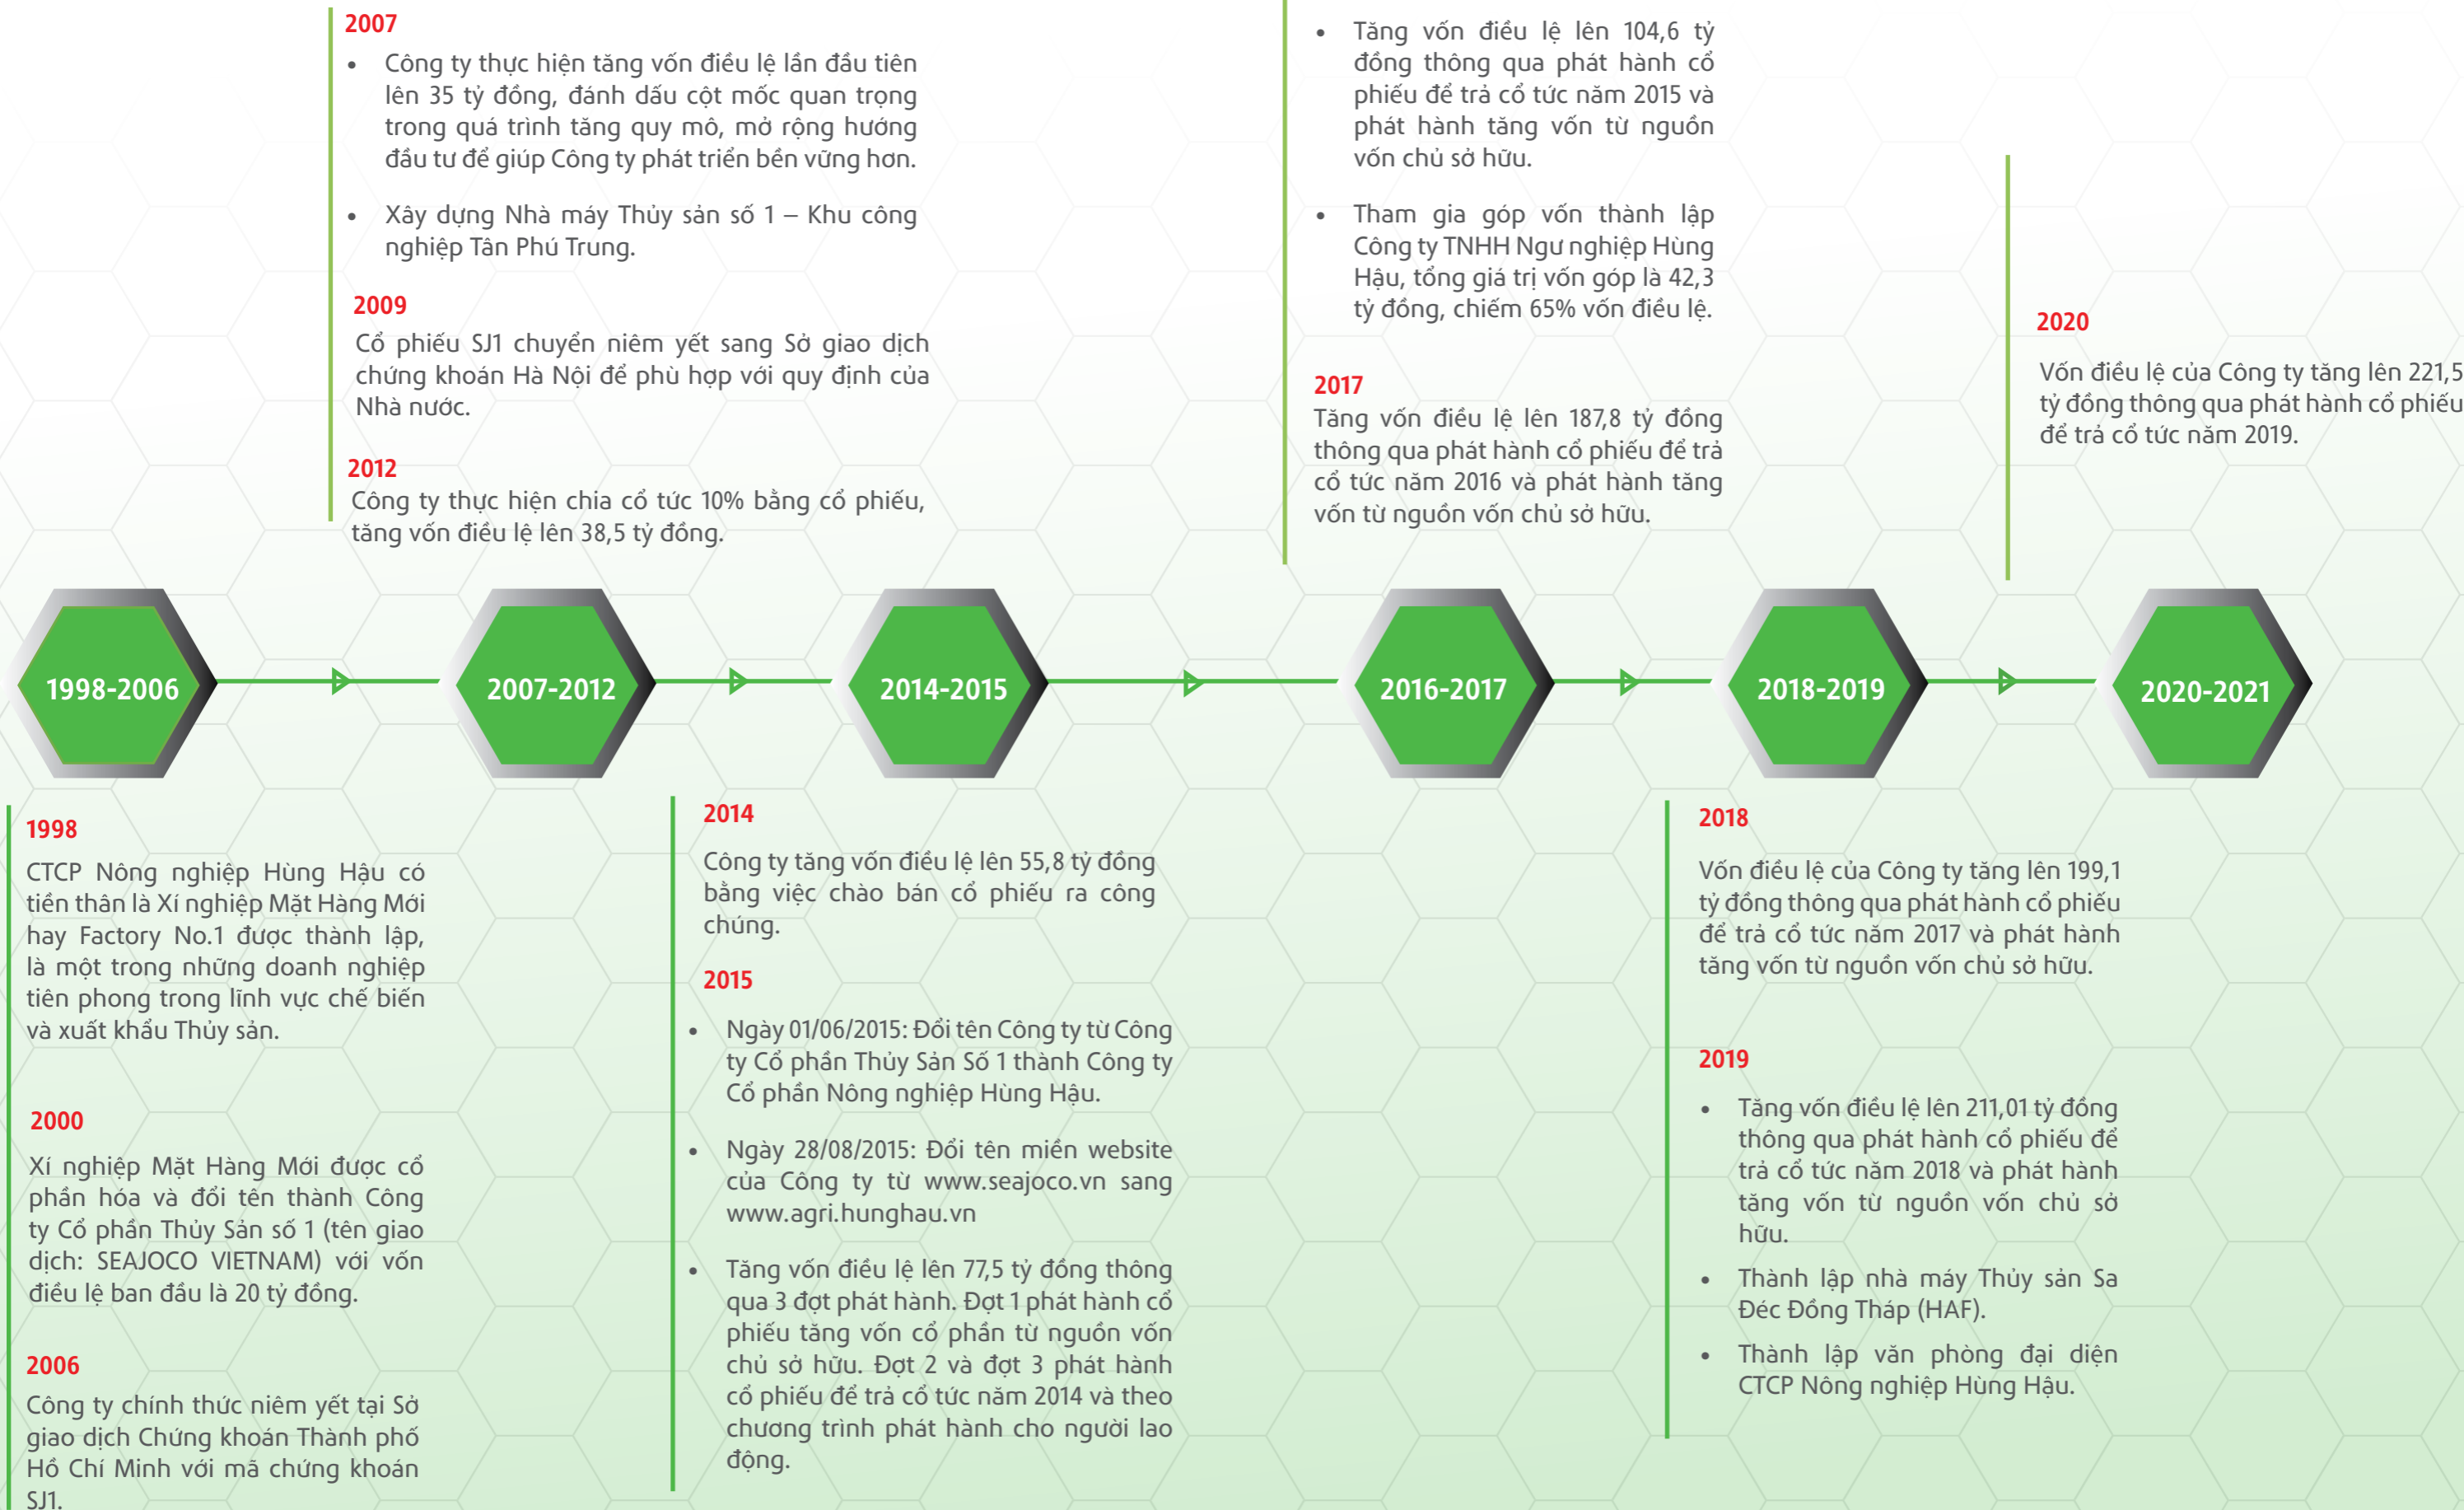 2007
• Công ty thực hiện tăng vốn điều lệ lần đầu tiên
lên 35 tỷ đồng, đánh dấu cột mốc quan trọng
trong quá trình tăng quy mô, mở rộng hướng
đầu tư để giúp Công ty phát triển bền vững hơn.
• Xây dựng Nhà máy Thủy sản số 1 – Khu công
nghiệp Tân Phú Trung.
2009
Cổ phiếu SJ1 chuyển niêm yết sang Sở giao dịch
chứng khoán Hà Nội để phù hợp với quy định của
Nhà nước.
2012
Công ty thực hiện chia cổ tức 10% bằng cổ phiếu,
tăng vốn điều lệ lên 38,5 tỷ đồng.
• Tăng vốn điều lệ lên 104,6 tỷ
đồng thông qua phát hành cổ
phiếu để trả cổ tức năm 2015 và
phát hành tăng vốn từ nguồn
vốn chủ sở hữu.
• Tham gia góp vốn thành lập
Công ty TNHH Ngư nghiệp Hùng
Hậu, tổng giá trị vốn góp là 42,3
tỷ đồng, chiếm 65% vốn điều lệ.
2017
Tăng vốn điều lệ lên 187,8 tỷ đồng
thông qua phát hành cổ phiếu để trả
cổ tức năm 2016 và phát hành tăng
vốn từ nguồn vốn chủ sở hữu.
2020
Vốn điều lệ của Công ty tăng lên 221,5
tỷ đồng thông qua phát hành cổ phiếu
để trả cổ tức năm 2019.
1998-2006
2007-2012
2014-2015
2016-2017
2018-2019
2020-2021
1998
CTCP Nông nghiệp Hùng Hậu có
tiền thân là Xí nghiệp Mặt Hàng Mới
hay Factory No.1 được thành lập,
là một trong những doanh nghiệp
tiên phong trong lĩnh vực chế biến
và xuất khẩu Thủy sản.
2000
Xí nghiệp Mặt Hàng Mới được cổ
phần hóa và đổi tên thành Công
ty Cổ phần Thủy Sản số 1 (tên giao
dịch: SEAJOCO VIETNAM) với vốn
điều lệ ban đầu là 20 tỷ đồng.
2006
Công ty chính thức niêm yết tại Sở
giao dịch Chứng khoán Thành phố
Hồ Chí Minh với mã chứng khoán
SJ1.
2014
Công ty tăng vốn điều lệ lên 55,8 tỷ đồng
bằng việc chào bán cổ phiếu ra công
chúng.
2015
• Ngày 01/06/2015: Đổi tên Công ty từ Công
ty Cổ phần Thủy Sản Số 1 thành Công ty
Cổ phần Nông nghiệp Hùng Hậu.
• Ngày 28/08/2015: Đổi tên miền website
của Công ty từ www.seajoco.vn sang
www.agri.hunghau.vn
• Tăng vốn điều lệ lên 77,5 tỷ đồng thông
qua 3 đợt phát hành. Đợt 1 phát hành cổ
phiếu tăng vốn cổ phần từ nguồn vốn
chủ sở hữu. Đợt 2 và đợt 3 phát hành
cổ phiếu để trả cổ tức năm 2014 và theo
chương trình phát hành cho người lao
động.
2018
Vốn điều lệ của Công ty tăng lên 199,1
tỷ đồng thông qua phát hành cổ phiếu
để trả cổ tức năm 2017 và phát hành
tăng vốn từ nguồn vốn chủ sở hữu.
2019
• Tăng vốn điều lệ lên 211,01 tỷ đồng
thông qua phát hành cổ phiếu để
trả cổ tức năm 2018 và phát hành
tăng vốn từ nguồn vốn chủ sở
hữu.
• Thành lập nhà máy Thủy sản Sa
Đéc Đồng Tháp (HAF).
• Thành lập văn phòng đại diện
CTCP Nông nghiệp Hùng Hậu.